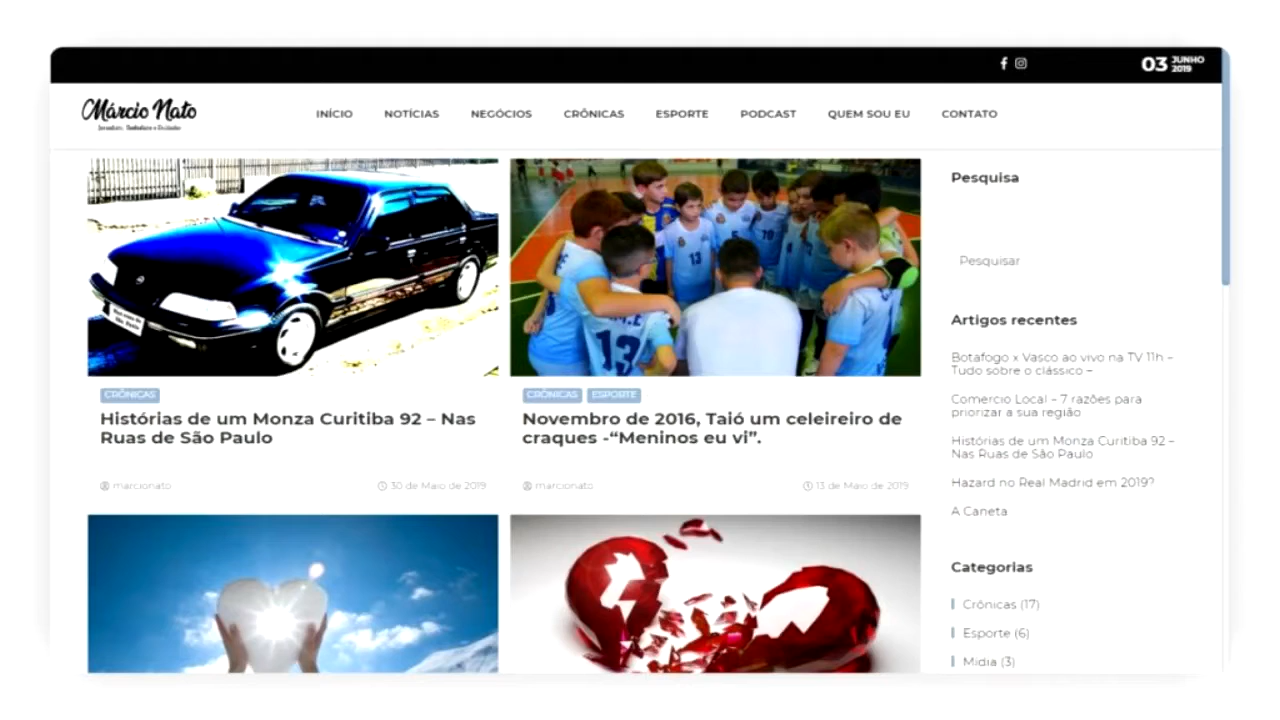 03 JUNHO
2019
Márcio Nato
INÍCIO NOTÍCIAS NEGÓCIOS CRÔNICAS ESPORTE PODCAST QUEM SOU EU CONTATO
CRÔNICAS
Histórias de um Monza Curitiba 92 – Nas
Ruas de São Paulo
marcionato 30 de Maio de 2019
13
5
10
13
CRÔNICAS ESPORTE
Novembro de 2016, Taió um celeireiro de
craques -“Meninos eu vi”.
marcionato 13 de Maio de 2019
Pesquisa
Pesquisar
Artigos recentes
Botafogo x Vasco ao vivo na TV 11h –
Tudo sobre o clássico –
Comercio Local – 7 razões para
priorizar a sua região
Histórias de um Monza Curitiba 92 –
Nas Ruas de São Paulo
Hazard no Real Madrid em 2019?
A Caneta
Categorias
Crônicas (17)
Esporte (6)
Mídia (3)